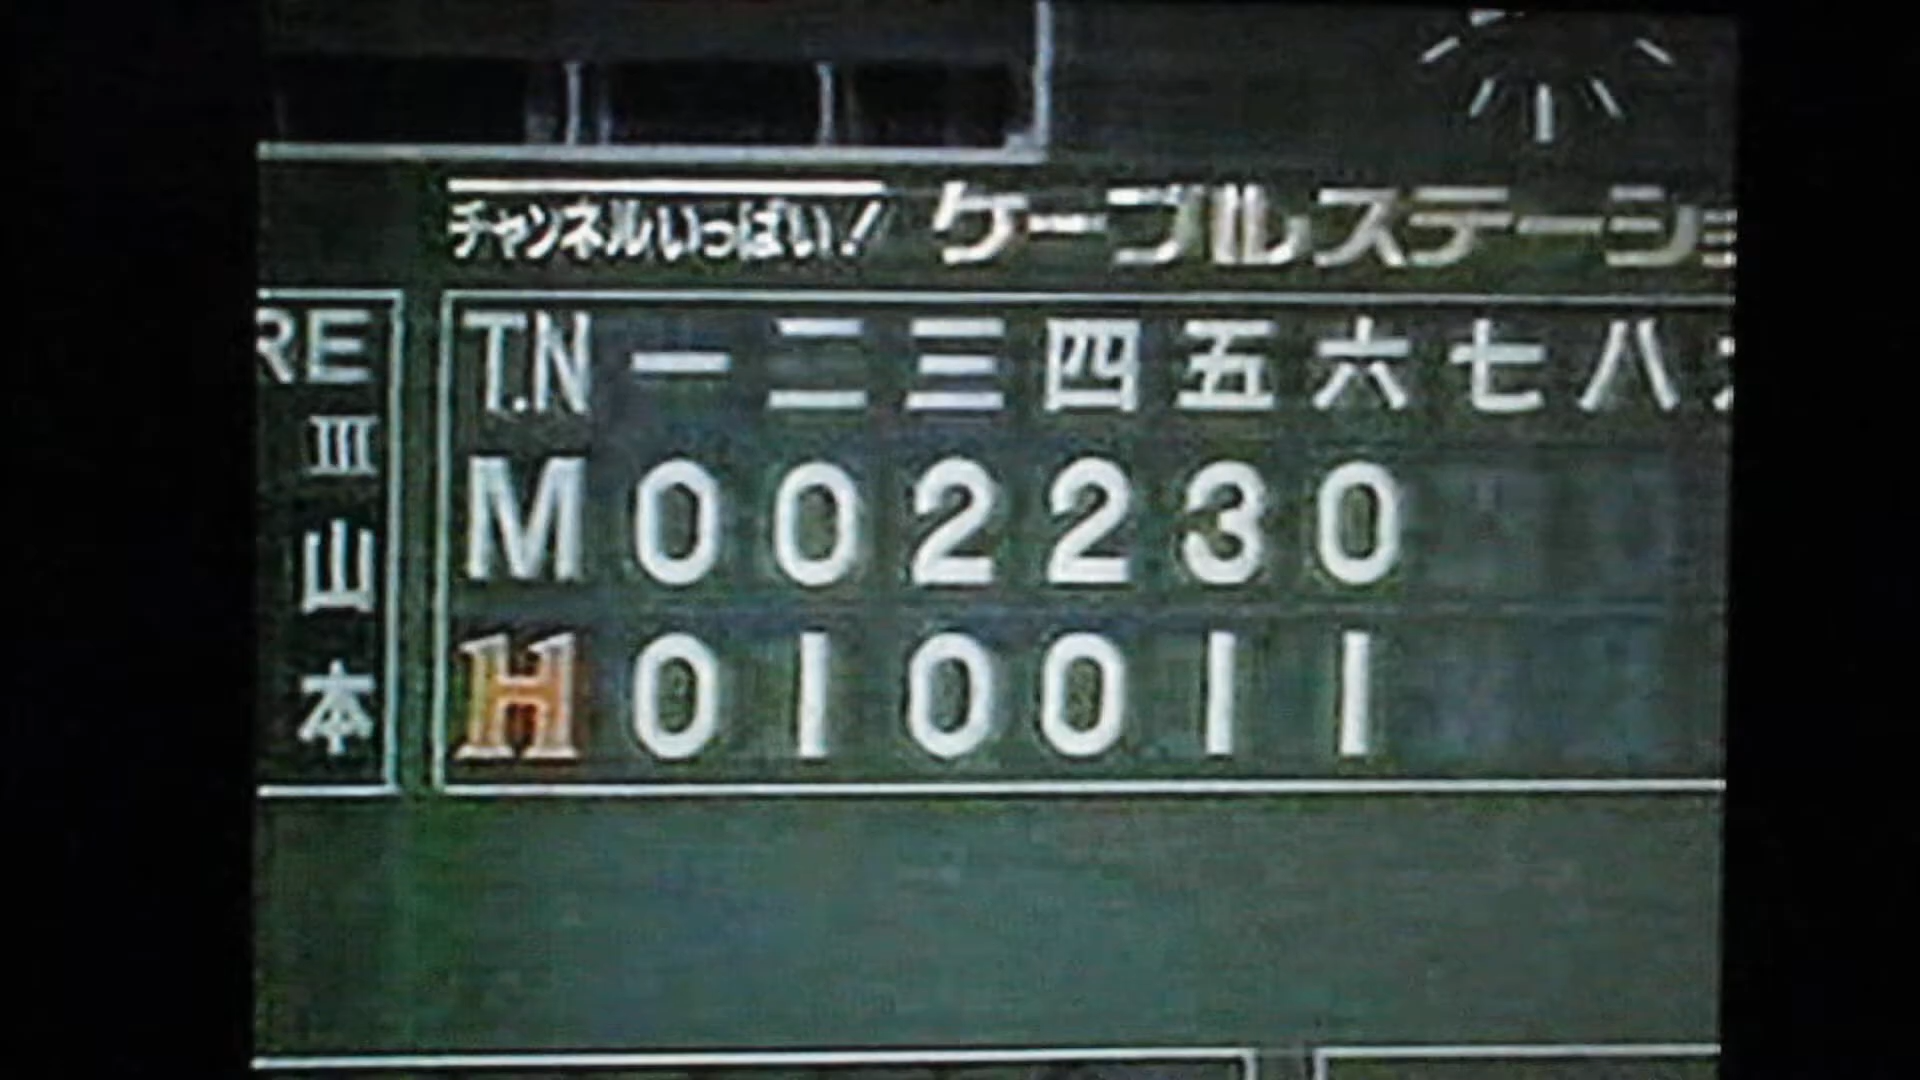 チャンネルいっぱい! ケーブルステーショ
RE
III
山
本
T.N 一 二 三 四 五 六 七 八
M 0 0 2 2 3 0
H 0 1 0 0 1 1